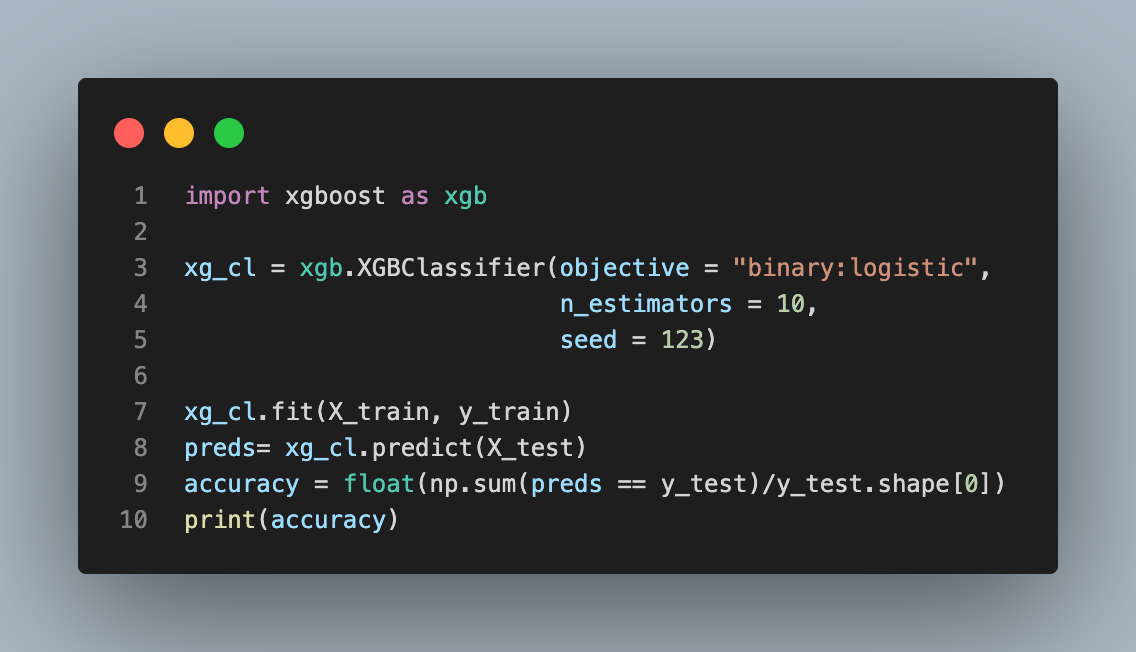 1 import xgboost as xgb
2
3 xg_cl = xgb.XGBClassifier(objective = "binary:logistic",
4                           n_estimators = 10,
5                           seed = 123)
6
7 xg_cl.fit(X_train, y_train)
8 preds= xg_cl.predict(X_test)
9 accuracy = float(np.sum(preds == y_test)/y_test.shape[0])
10 print(accuracy)